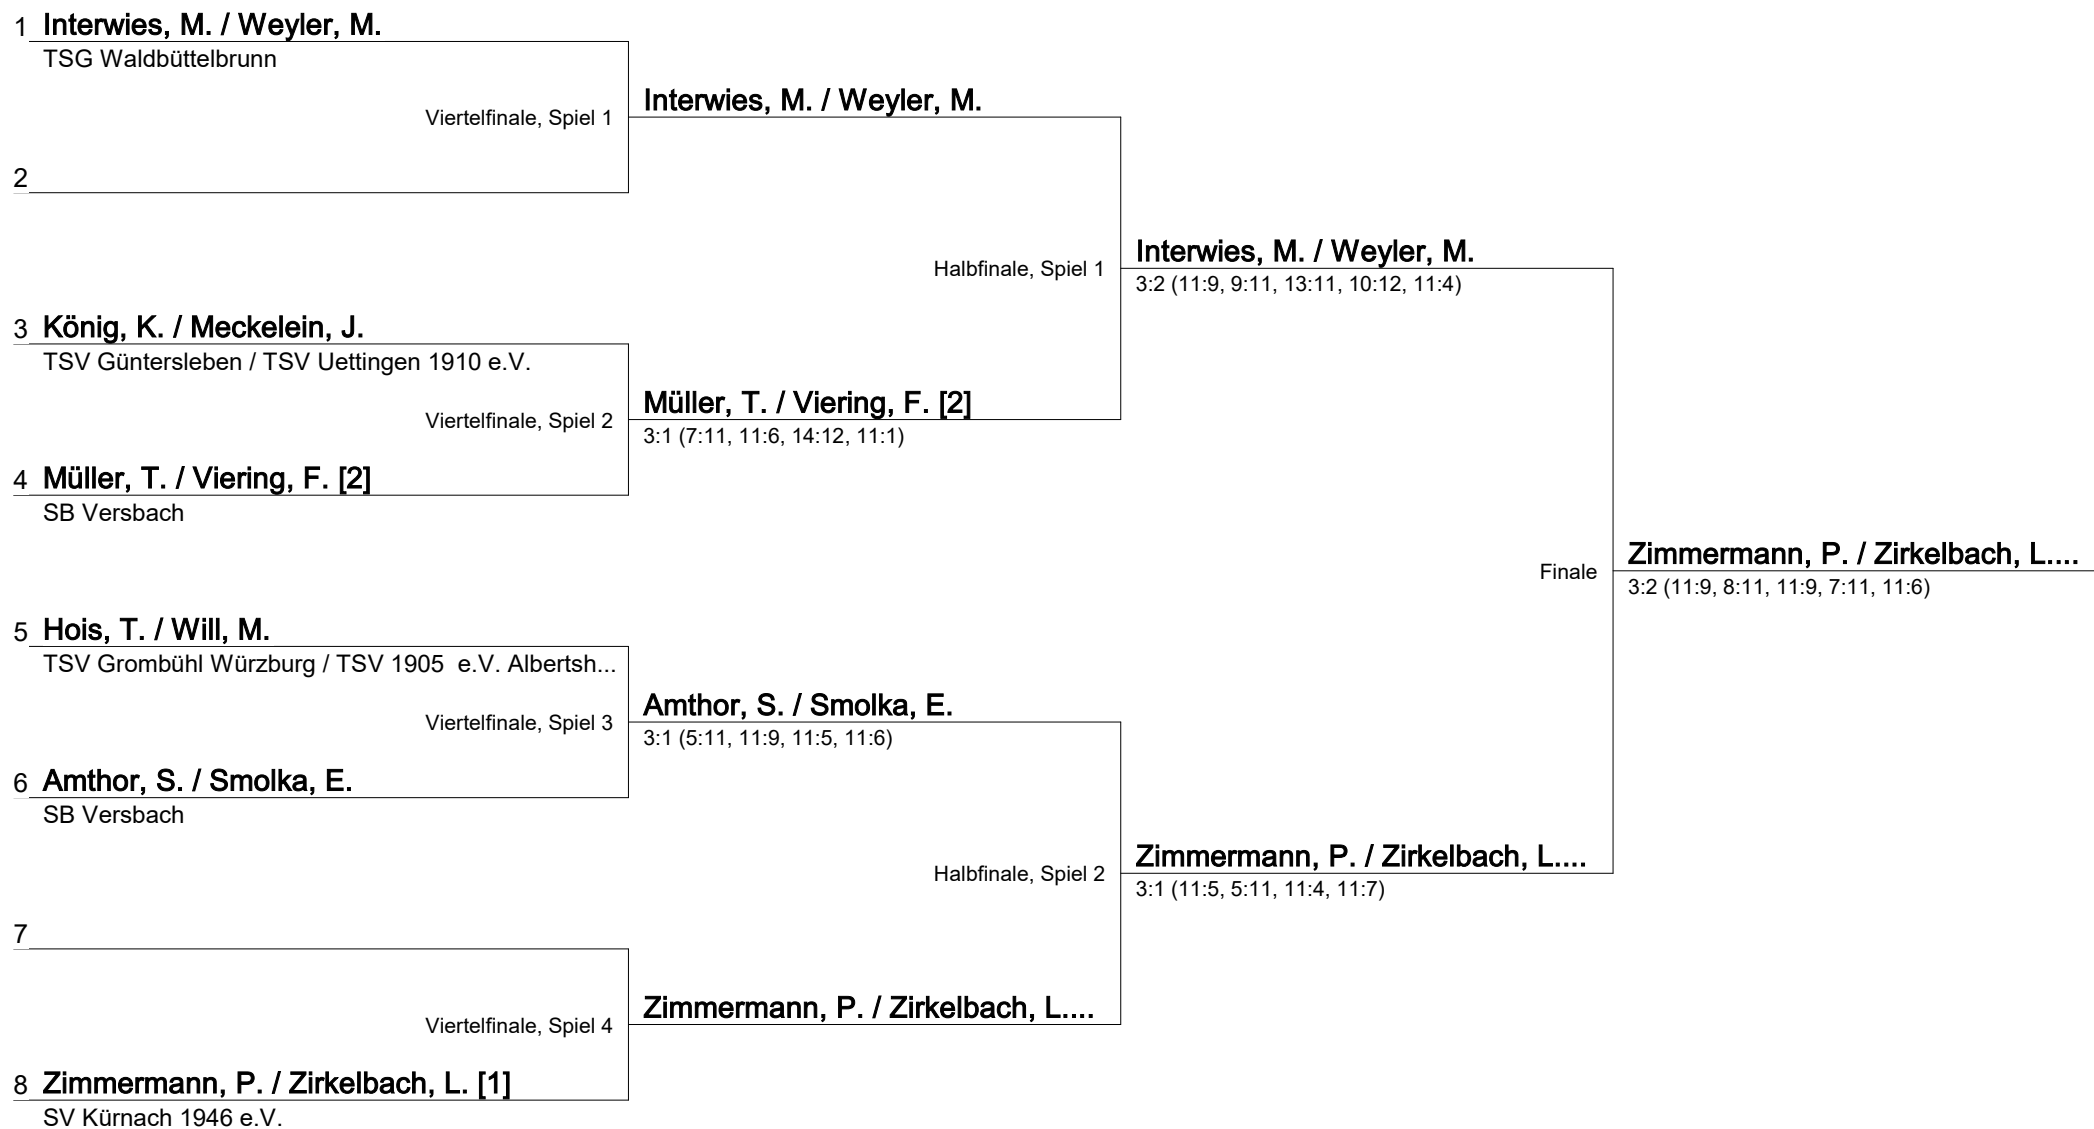 1 Interwies, M. / Weyler, M.
TSG Waldbüttelbrunn
Viertelfinale, Spiel 1
Interwies, M. / Weyler, M.
2
Halbfinale, Spiel 1
Interwies, M. / Weyler, M.
3:2 (11:9, 9:11, 13:11, 10:12, 11:4)
3 König, K. / Meckelein, J.
TSV Güntersleben / TSV Uettingen 1910 e.V.
Viertelfinale, Spiel 2
Müller, T. / Viering, F. [2]
3:1 (7:11, 11:6, 14:12, 11:1)
4 Müller, T. / Viering, F. [2]
SB Versbach
Finale
Zimmermann, P. / Zirkelbach, L....
3:2 (11:9, 8:11, 11:9, 7:11, 11:6)
5 Hois, T. / Will, M.
TSV Grombühl Würzburg / TSV 1905  e.V. Albertsh...
Viertelfinale, Spiel 3
Amthor, S. / Smolka, E.
3:1 (5:11, 11:9, 11:5, 11:6)
6 Amthor, S. / Smolka, E.
SB Versbach
Halbfinale, Spiel 2
Zimmermann, P. / Zirkelbach, L....
3:1 (11:5, 5:11, 11:4, 11:7)
7
Viertelfinale, Spiel 4
Zimmermann, P. / Zirkelbach, L....
8 Zimmermann, P. / Zirkelbach, L. [1]
SV Kürnach 1946 e.V.